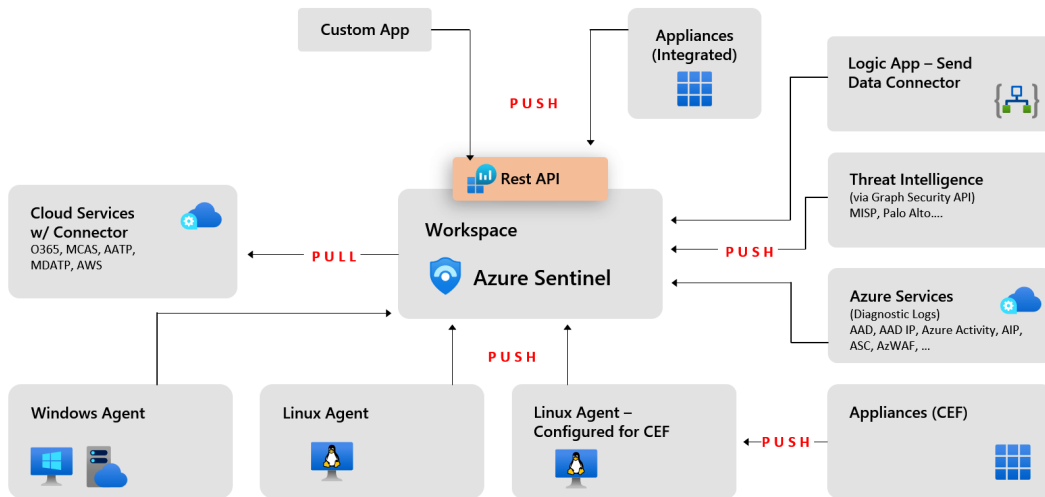 Custom App
Appliances
(Integrated)
Logic App – Send
Data Connector
PUSH
Rest API
Threat Intelligence
(via Graph Security API)
MISP, Palo Alto....
Cloud Services
w/ Connector
O365, MCAS, AATP,
MDATP, AWS
PULL
Workspace
Azure Sentinel
PUSH
Azure Services
(Diagnostic Logs)
AAD, AAD IP, Azure Activity, AIP,
ASC, AzWAF, ...
PUSH
Windows Agent
Linux Agent
Linux Agent –
Configured for CEF
PUSH
Appliances (CEF)